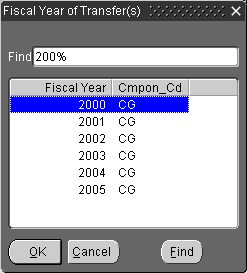 Fiscal Year of Transfer(s)
Find 200%
Fiscal Year Cmpon_Cd
2000 CG
2001 CG
2002 CG
2003 CG
2004 CG
2005 CG
OK Cancel Find